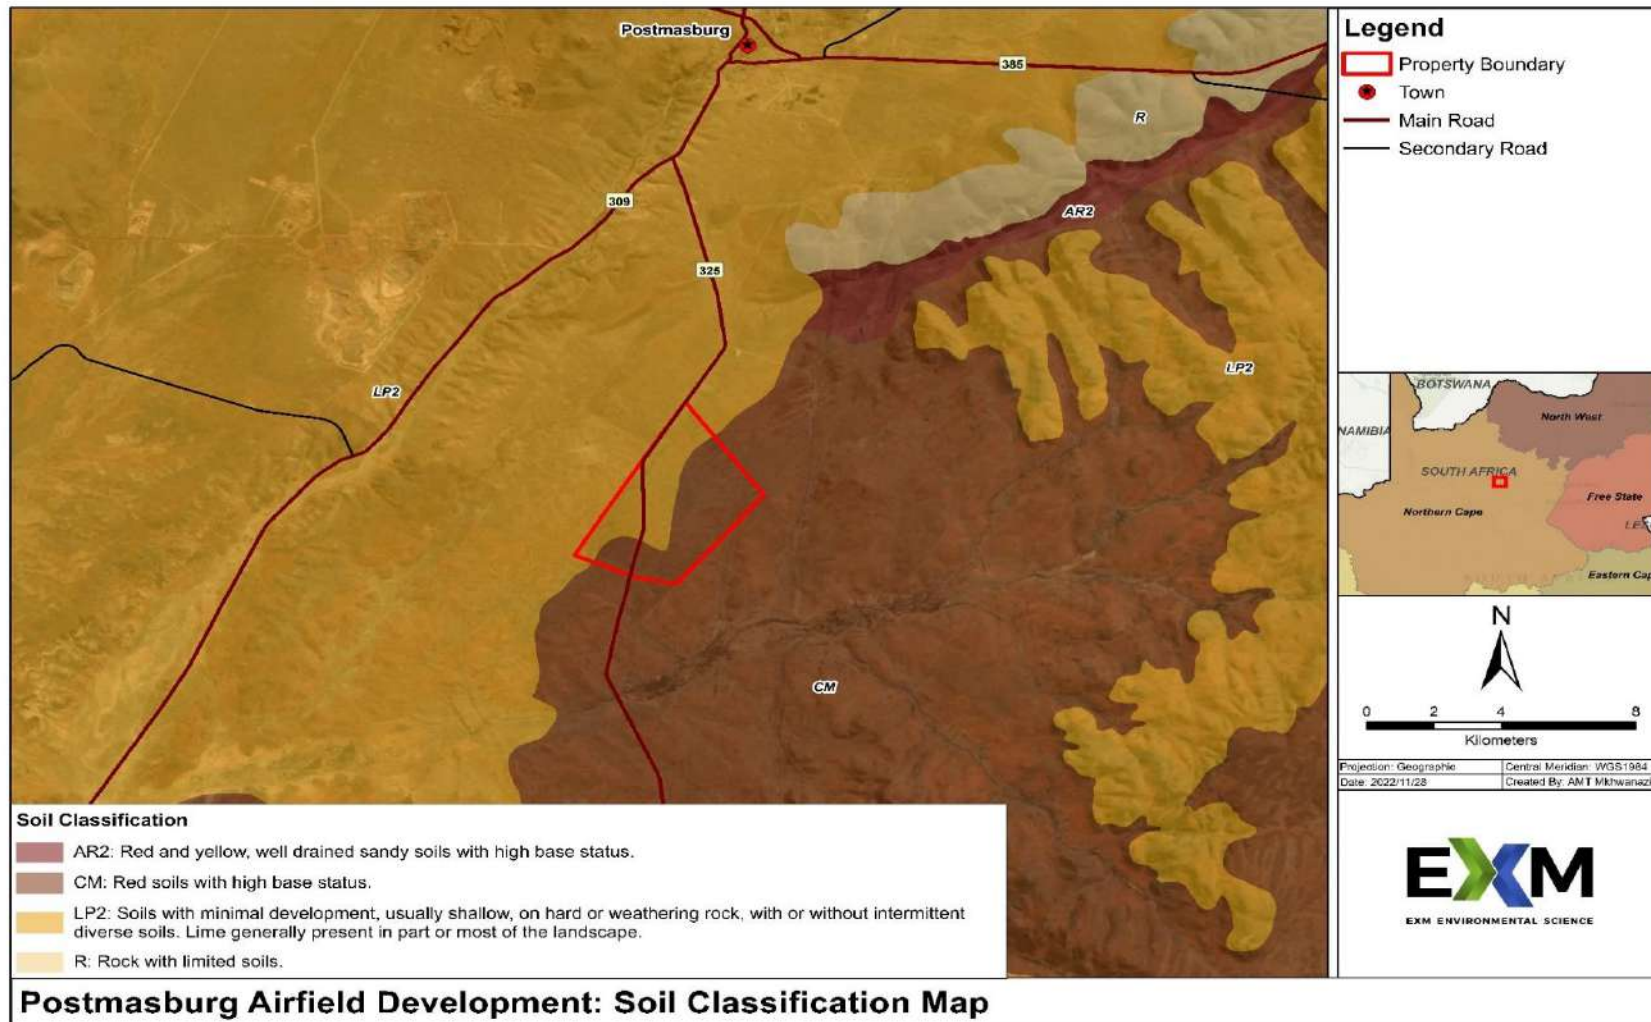 Postmasburg
385
R
309
AR2
325
LP2
LP2
CM
Legend
Property Boundary
Town
Main Road
Secondary Road
BOTSWANA
North West
NAMIBIA
SOUTH AFRICA
Free State
Northern Cape
LES
Eastern Cap
N
0 2 4 8
Kilometers
Projection: Geographic Central Meridian: WGS1984
Date: 2022/11/28 Created By: AMT Mkhwanazi
EXM
EXM ENVIRONMENTAL SCIENCE
Soil Classification
AR2: Red and yellow, well drained sandy soils with high base status.
CM: Red soils with high base status.
LP2: Soils with minimal development, usually shallow, on hard or weathering rock, with or without intermittent
diverse soils. Lime generally present in part or most of the landscape.
R: Rock with limited soils.
Postmasburg Airfield Development: Soil Classification Map